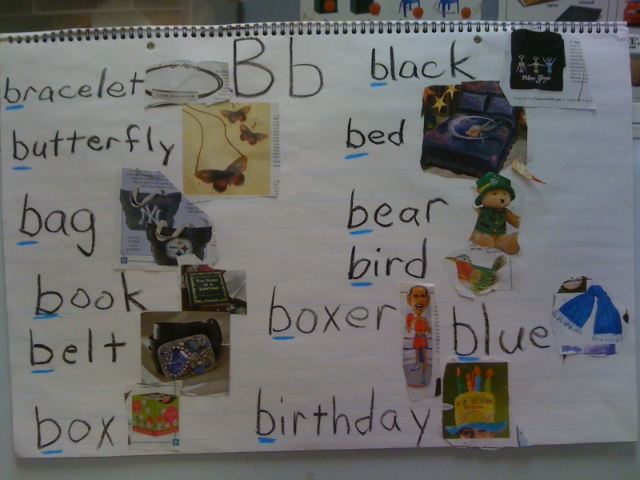 Bb
bracelet
butterfly
bag
book
belt
box
black
bed
bear
bird
boxer
blue
birthday